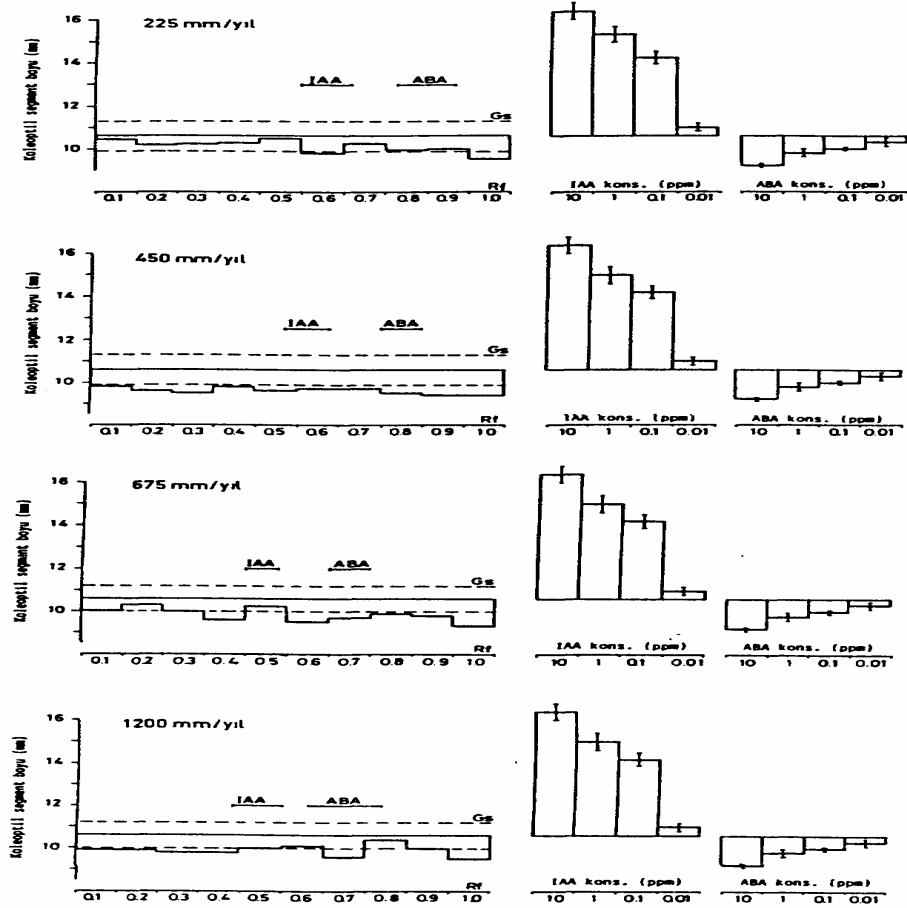 Koleoptil segment boyu (mm)
16
14
12
10
225 mm/yıl
IAA
ABA
Gs
Rf
0.1 0.2 0.3 0.4 0.5 0.6 0.7 0.8 0.9 1.0
IAA kons. (ppm)
10 1 0.1 0.01
ABA kons. (ppm)
10 1 0.1 0.01
Koleoptil segment boyu (mm)
16
14
12
10
450 mm/yıl
IAA
ABA
Gs
Rf
0.1 0.2 0.3 0.4 0.5 0.6 0.7 0.8 0.9 1.0
IAA kons. (ppm)
10 1 0.1 0.01
ABA kons. (ppm)
10 1 0.1 0.01
Koleoptil segment boyu (mm)
16
14
12
10
675 mm/yıl
IAA
ABA
Gs
Rf
0.1 0.2 0.3 0.4 0.5 0.6 0.7 0.8 0.9 1.0
IAA kons. (ppm)
10 1 0.1 0.01
ABA kons. (ppm)
10 1 0.1 0.01
Koleoptil segment boyu (mm)
16
14
12
10
1200 mm/yıl
IAA
ABA
Gs
Rf
0.1 0.2 0.3 0.4 0.5 0.6 0.7 0.8 0.9 1.0
IAA kons. (ppm)
10 1 0.1 0.01
ABA kons. (ppm)
10 1 0.1 0.01